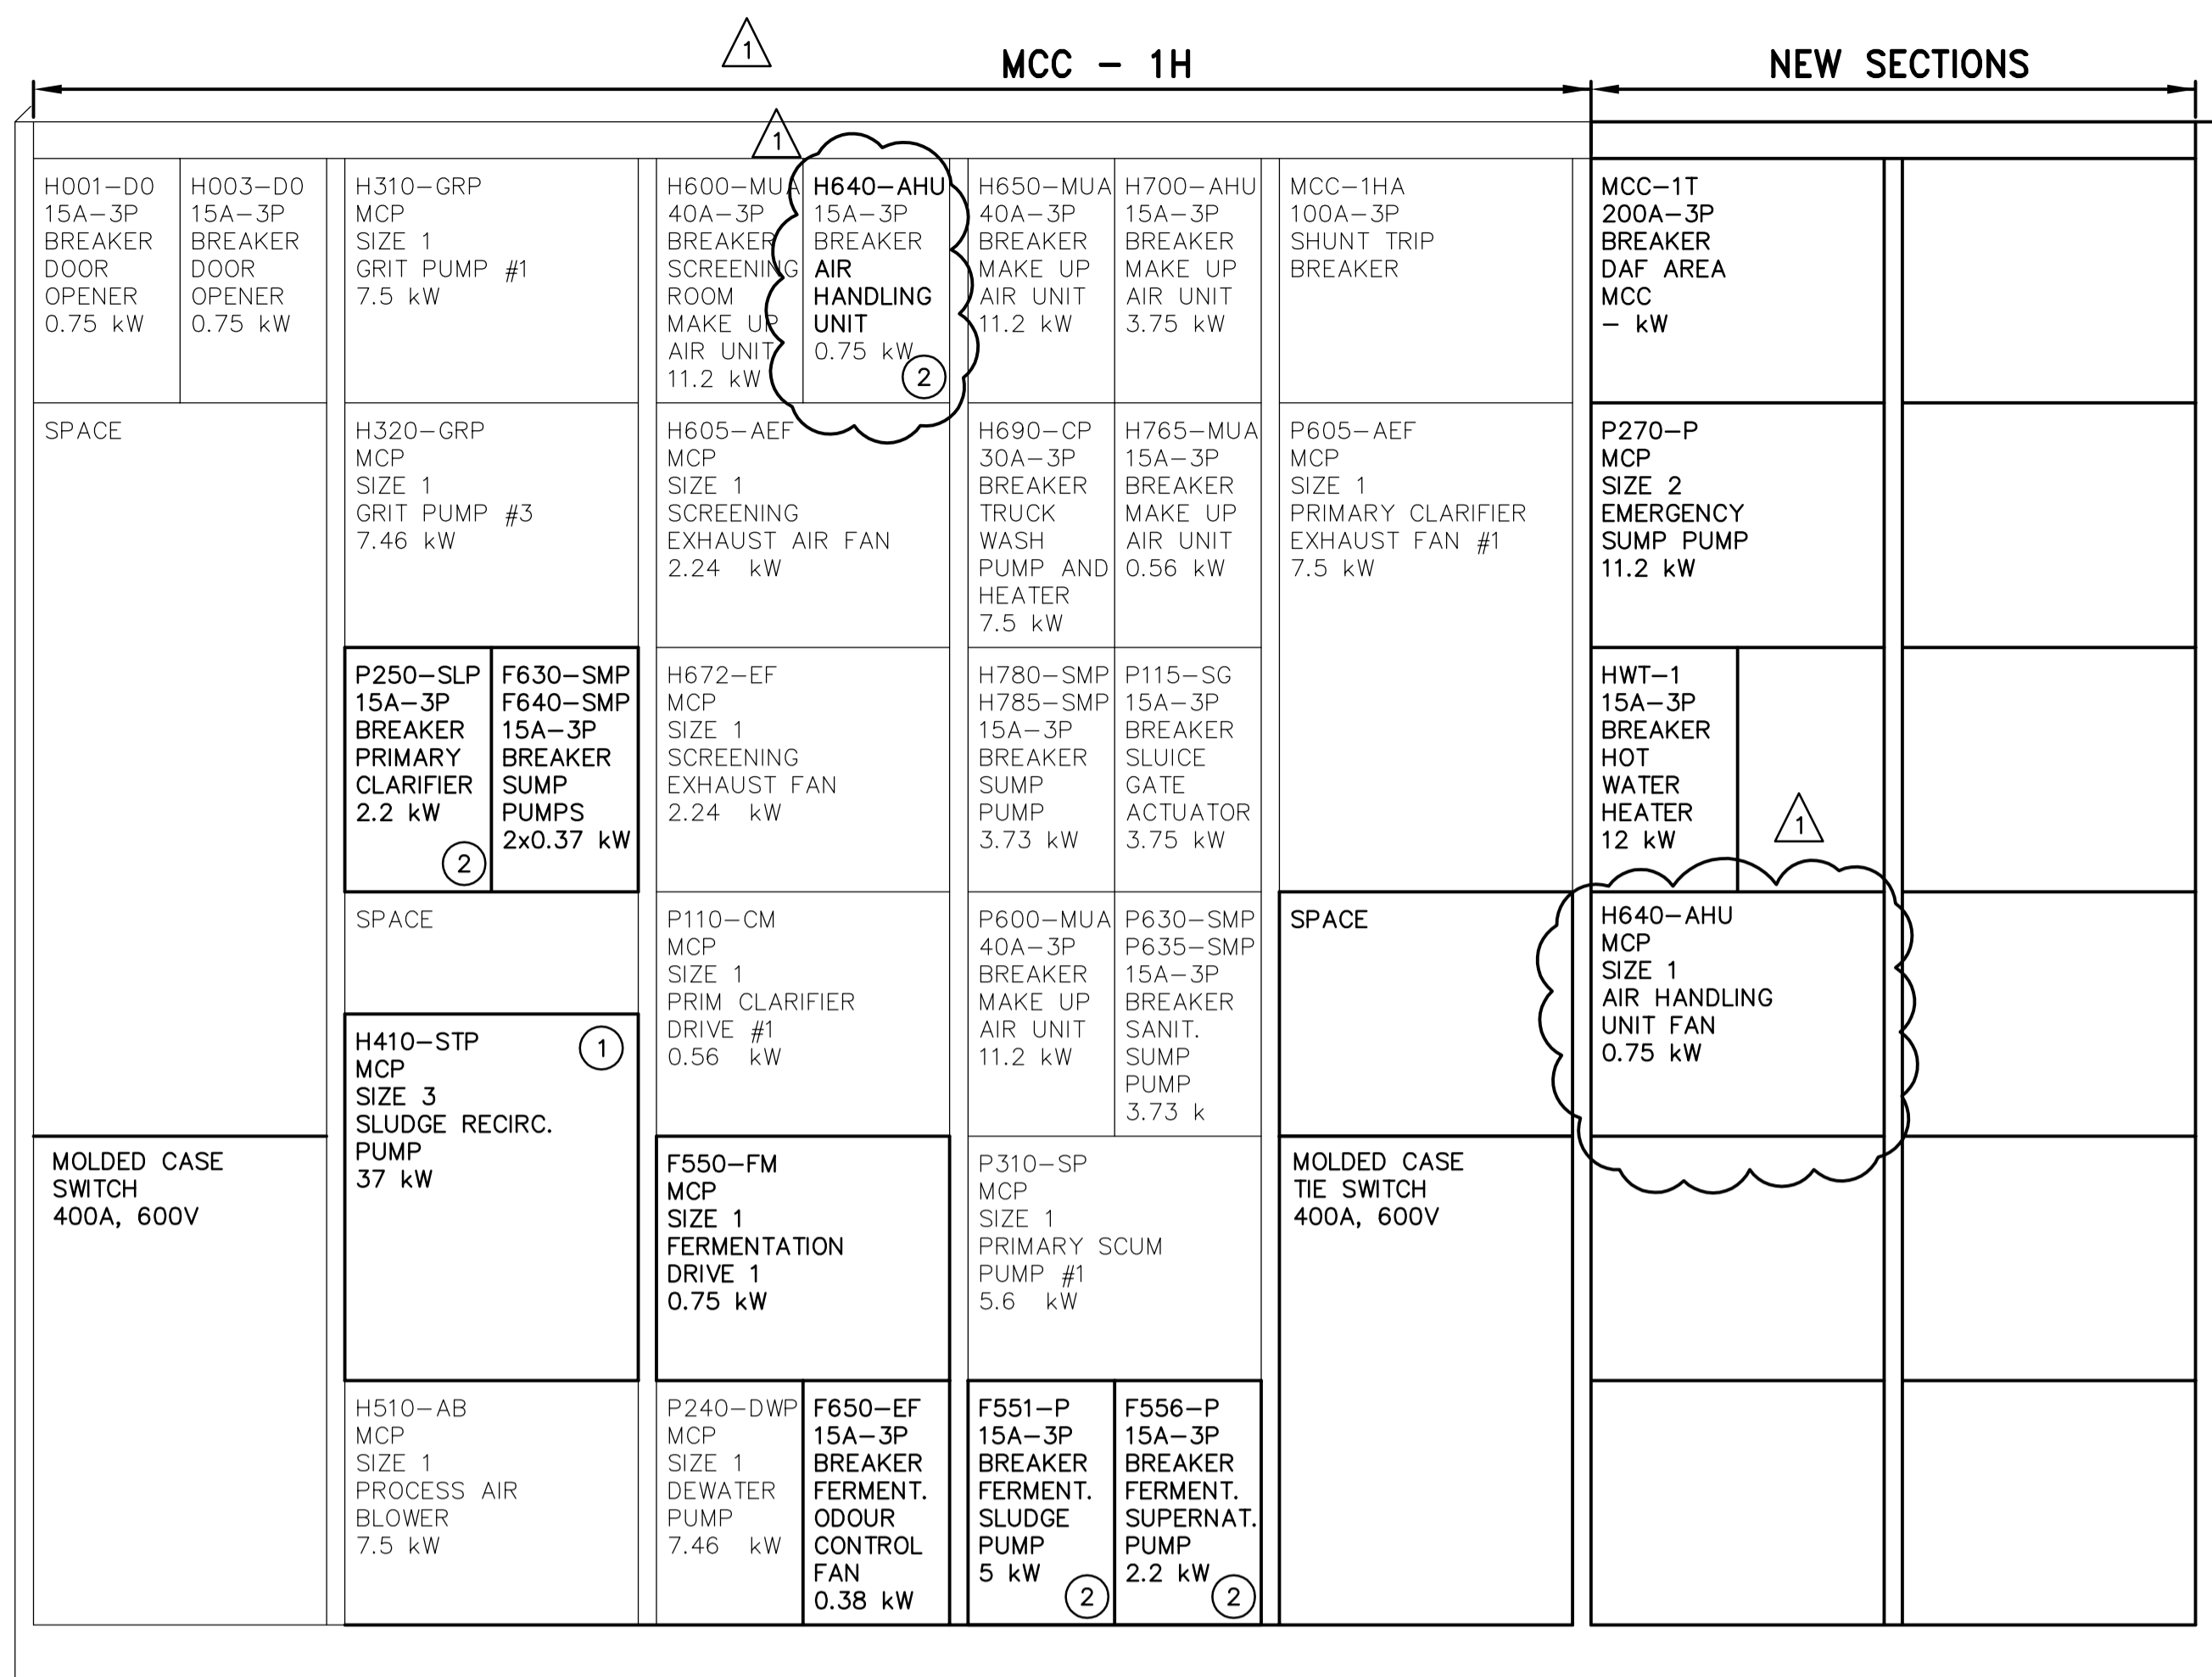 1
MCC - 1H
NEW SECTIONS
1
H001-DO
15A-3P
BREAKER
DOOR
OPENER
0.75 kW
H003-DO
15A-3P
BREAKER
DOOR
OPENER
0.75 kW
SPACE
MOLDED CASE
SWITCH
400A, 600V
H310-GRP
MCP
SIZE 1
GRIT PUMP #1
7.5 kW
H320-GRP
MCP
SIZE 1
GRIT PUMP #3
7.46 kW
P250-SLP
15A-3P
BREAKER
PRIMARY
CLARIFIER
2.2 kW
2
F630-SMP
F640-SMP
15A-3P
BREAKER
SUMP
PUMPS
2x0.37 kW
SPACE
H410-STP
MCP
SIZE 3
SLUDGE RECIRC.
PUMP
37 kW
1
H510-AB
MCP
SIZE 1
PROCESS AIR
BLOWER
7.5 kW
H600-MUA
40A-3P
BREAKER
SCREENING
ROOM
MAKE UP
AIR UNIT
11.2 kW
H640-AHU
15A-3P
BREAKER
AIR
HANDLING
UNIT
0.75 kW
2
H605-AEF
MCP
SIZE 1
SCREENING
EXHAUST AIR FAN
2.24 kW
H672-EF
MCP
SIZE 1
SCREENING
EXHAUST FAN
2.24 kW
P110-CM
MCP
SIZE 1
PRIM CLARIFIER
DRIVE #1
0.56 kW
F550-FM
MCP
SIZE 1
FERMENTATION
DRIVE 1
0.75 kW
P240-DWP
MCP
SIZE 1
DEWATER
PUMP
7.46 kW
F650-EF
15A-3P
BREAKER
FERMENT.
ODOUR
CONTROL
FAN
0.38 kW
H650-MUA
40A-3P
BREAKER
MAKE UP
AIR UNIT
11.2 kW
H700-AHU
15A-3P
BREAKER
MAKE UP
AIR UNIT
3.75 kW
H690-CP
30A-3P
BREAKER
TRUCK
WASH
PUMP AND
HEATER
7.5 kW
H765-MUA
15A-3P
BREAKER
MAKE UP
AIR UNIT
0.56 kW
H780-SMP
H785-SMP
15A-3P
BREAKER
SUMP
PUMP
3.73 kW
P115-SG
15A-3P
BREAKER
SLUICE
GATE
ACTUATOR
3.75 kW
P600-MUA
40A-3P
BREAKER
MAKE UP
AIR UNIT
11.2 kW
P630-SMP
P635-SMP
15A-3P
BREAKER
SANIT.
SUMP
PUMP
3.73 k
P310-SP
MCP
SIZE 1
PRIMARY SCUM
PUMP #1
5.6 kW
F551-P
15A-3P
BREAKER
FERMENT.
SLUDGE
PUMP
5 kW
2
F556-P
15A-3P
BREAKER
FERMENT.
SUPERNAT.
PUMP
2.2 kW
2
MCC-1HA
100A-3P
SHUNT TRIP
BREAKER
P605-AEF
MCP
SIZE 1
PRIMARY CLARIFIER
EXHAUST FAN #1
7.5 kW
SPACE
MOLDED CASE
TIE SWITCH
400A, 600V
MCC-1T
200A-3P
BREAKER
DAF AREA
MCC
- kW
P270-P
MCP
SIZE 2
EMERGENCY
SUMP PUMP
11.2 kW
HWT-1
15A-3P
BREAKER
HOT
WATER
HEATER
12 kW
1
H640-AHU
MCP
SIZE 1
AIR HANDLING
UNIT FAN
0.75 kW